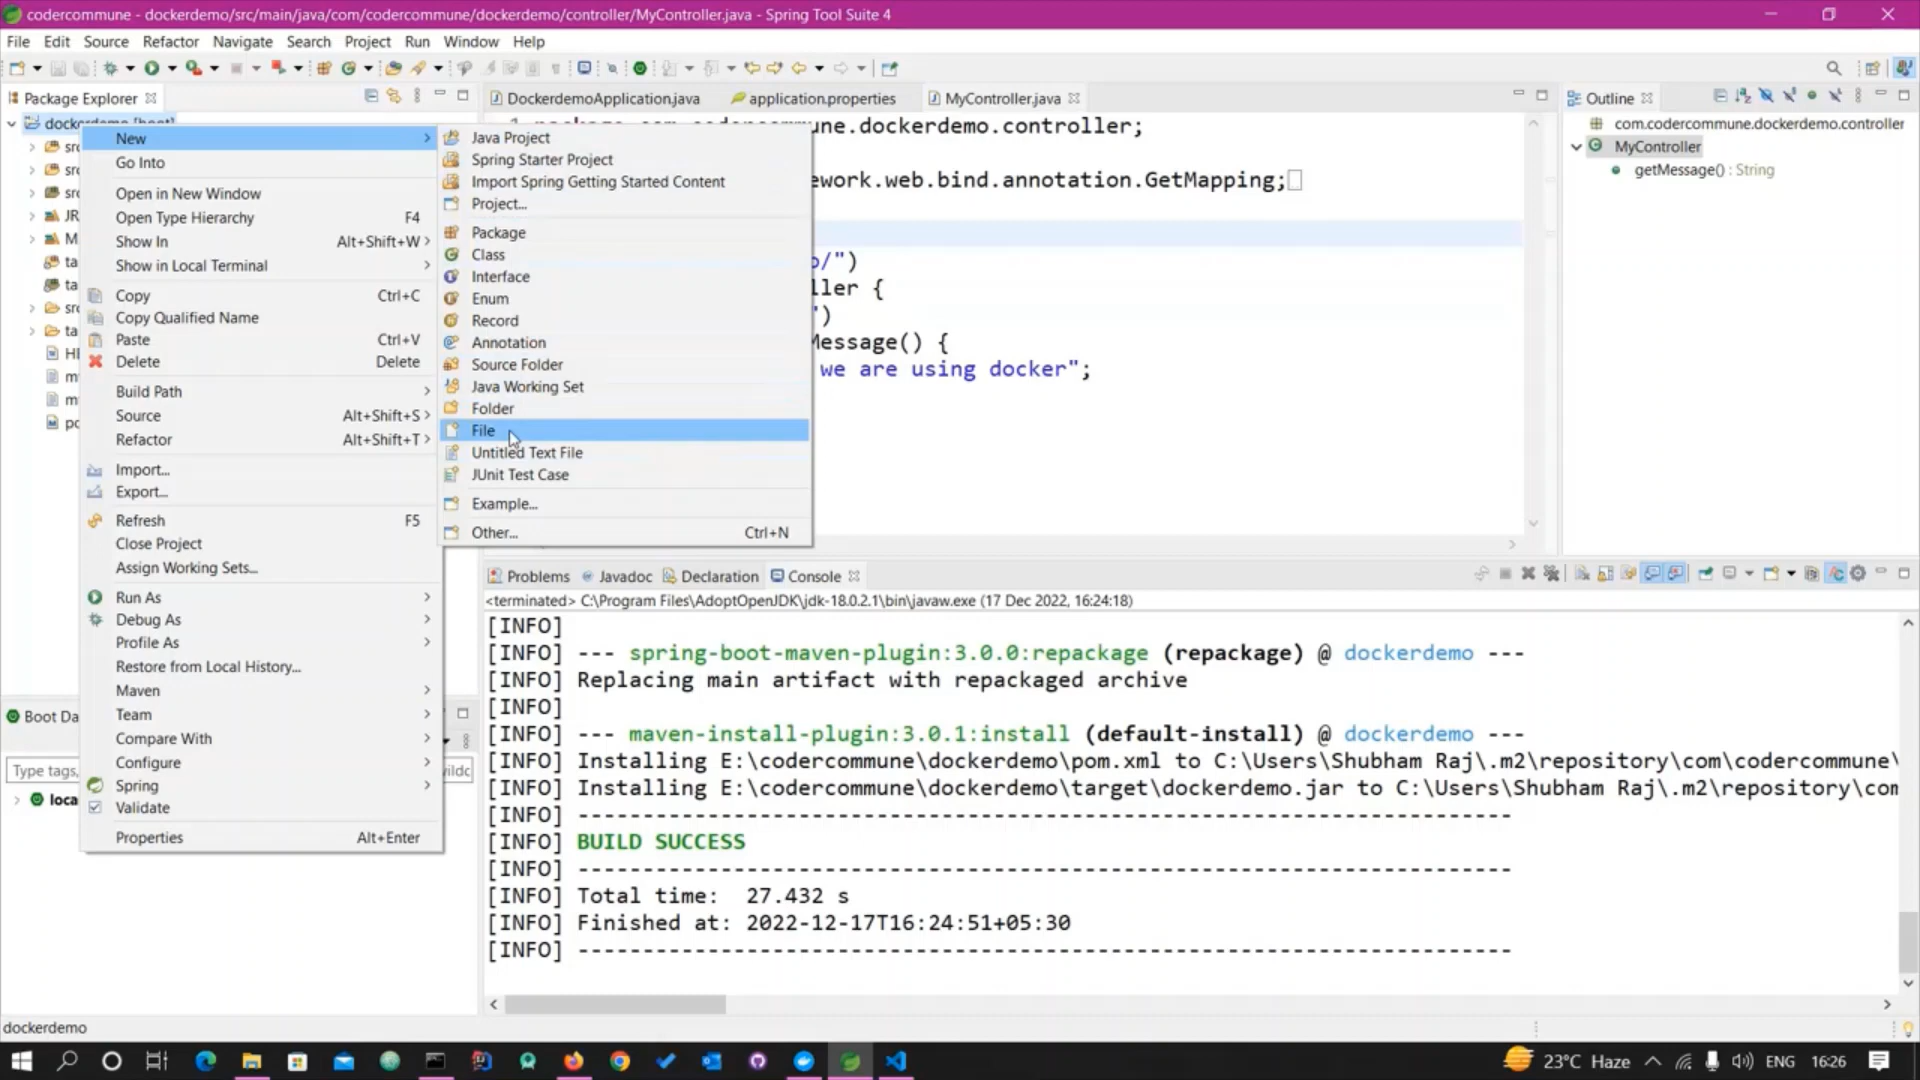 codercommune - dockerdemo/src/main/java/com/codercommune/dockerdemo/controller/MyController.java - Spring Tool Suite 4
File Edit Source Refactor Navigate Search Project Run Window Help
Package Explorer
DockerdemoApplication.java
application.properties
MyController.java
Outline
dockerdemo [boot]
JR
New
Go Into
Open in New Window
Open Type Hierarchy F4
Show In Alt+Shift+W
Show in Local Terminal
Copy Ctrl+C
Copy Qualified Name
Paste Ctrl+V
Delete Delete
Build Path
Source Alt+Shift+S
Refactor Alt+Shift+T
Import...
Export...
Refresh F5
Close Project
Assign Working Sets...
Run As
Debug As
Profile As
Restore from Local History...
Maven
Team
Compare With
Configure
Spring
Validate
Properties Alt+Enter
Java Project
Spring Starter Project
Import Spring Getting Started Content
Project...
Package
Class
Interface
Enum
Record
Annotation
Source Folder
Java Working Set
Folder
File
Untitled Text File
JUnit Test Case
Example...
Other... Ctrl+N
.dockerdemo.controller;
ework.web.bind.annotation.GetMapping;
o/")
ller {
")
Message() {
we are using docker";
com.codercommune.dockerdemo.controller
MyController
getMessage() : String
Boot Da
Type tags,
loca
Problems Javadoc Declaration Console
<terminated> C:\Program Files\AdoptOpenJDK\jdk-18.0.2.1\bin\javaw.exe (17 Dec 2022, 16:24:18)
[INFO]
[INFO] --- spring-boot-maven-plugin:3.0.0:repackage (repackage) @ dockerdemo ---
[INFO] Replacing main artifact with repackaged archive
[INFO]
[INFO] --- maven-install-plugin:3.0.1:install (default-install) @ dockerdemo ---
[INFO] Installing E:\codercommune\dockerdemo\pom.xml to C:\Users\Shubham Raj\.m2\repository\com\codercommune\
[INFO] Installing E:\codercommune\dockerdemo\target\dockerdemo.jar to C:\Users\Shubham Raj\.m2\repository\com
[INFO] ------------------------------------------------------------------------
[INFO] BUILD SUCCESS
[INFO] ------------------------------------------------------------------------
[INFO] Total time:  27.432 s
[INFO] Finished at: 2022-12-17T16:24:51+05:30
[INFO] ------------------------------------------------------------------------
dockerdemo
23°C Haze
ENG
16:26